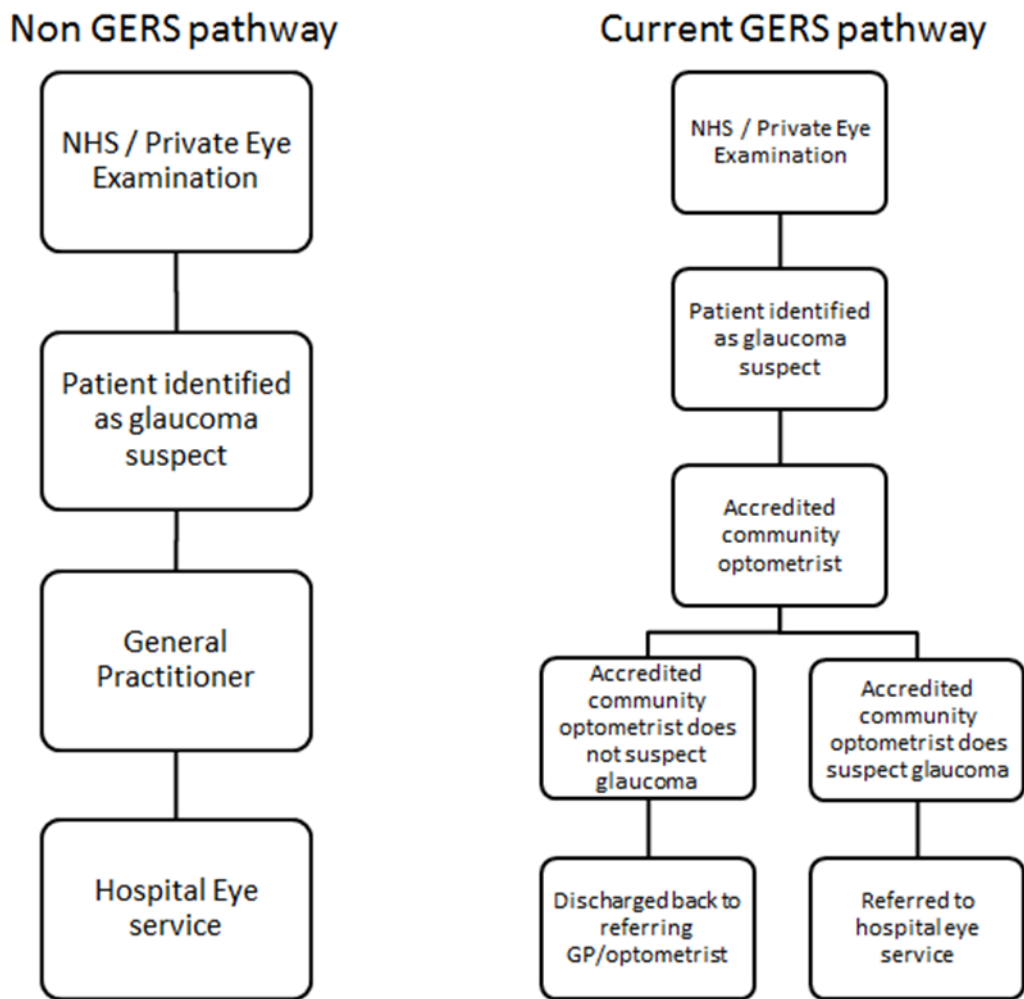 Non GERS pathway
NHS / Private Eye
Examination
Patient identified
as glaucoma
suspect
General
Practitioner
Hospital Eye
service
Current GERS pathway
NHS / Private Eye
Examination
Patient identified
as glaucoma
suspect
Accredited
community
optometrist
Accredited
community
optometrist does
not suspect
glaucoma
Discharged back to
referring
GP/optometrist
Accredited
community
optometrist does
suspect glaucoma
Referred to
hospital eye
service